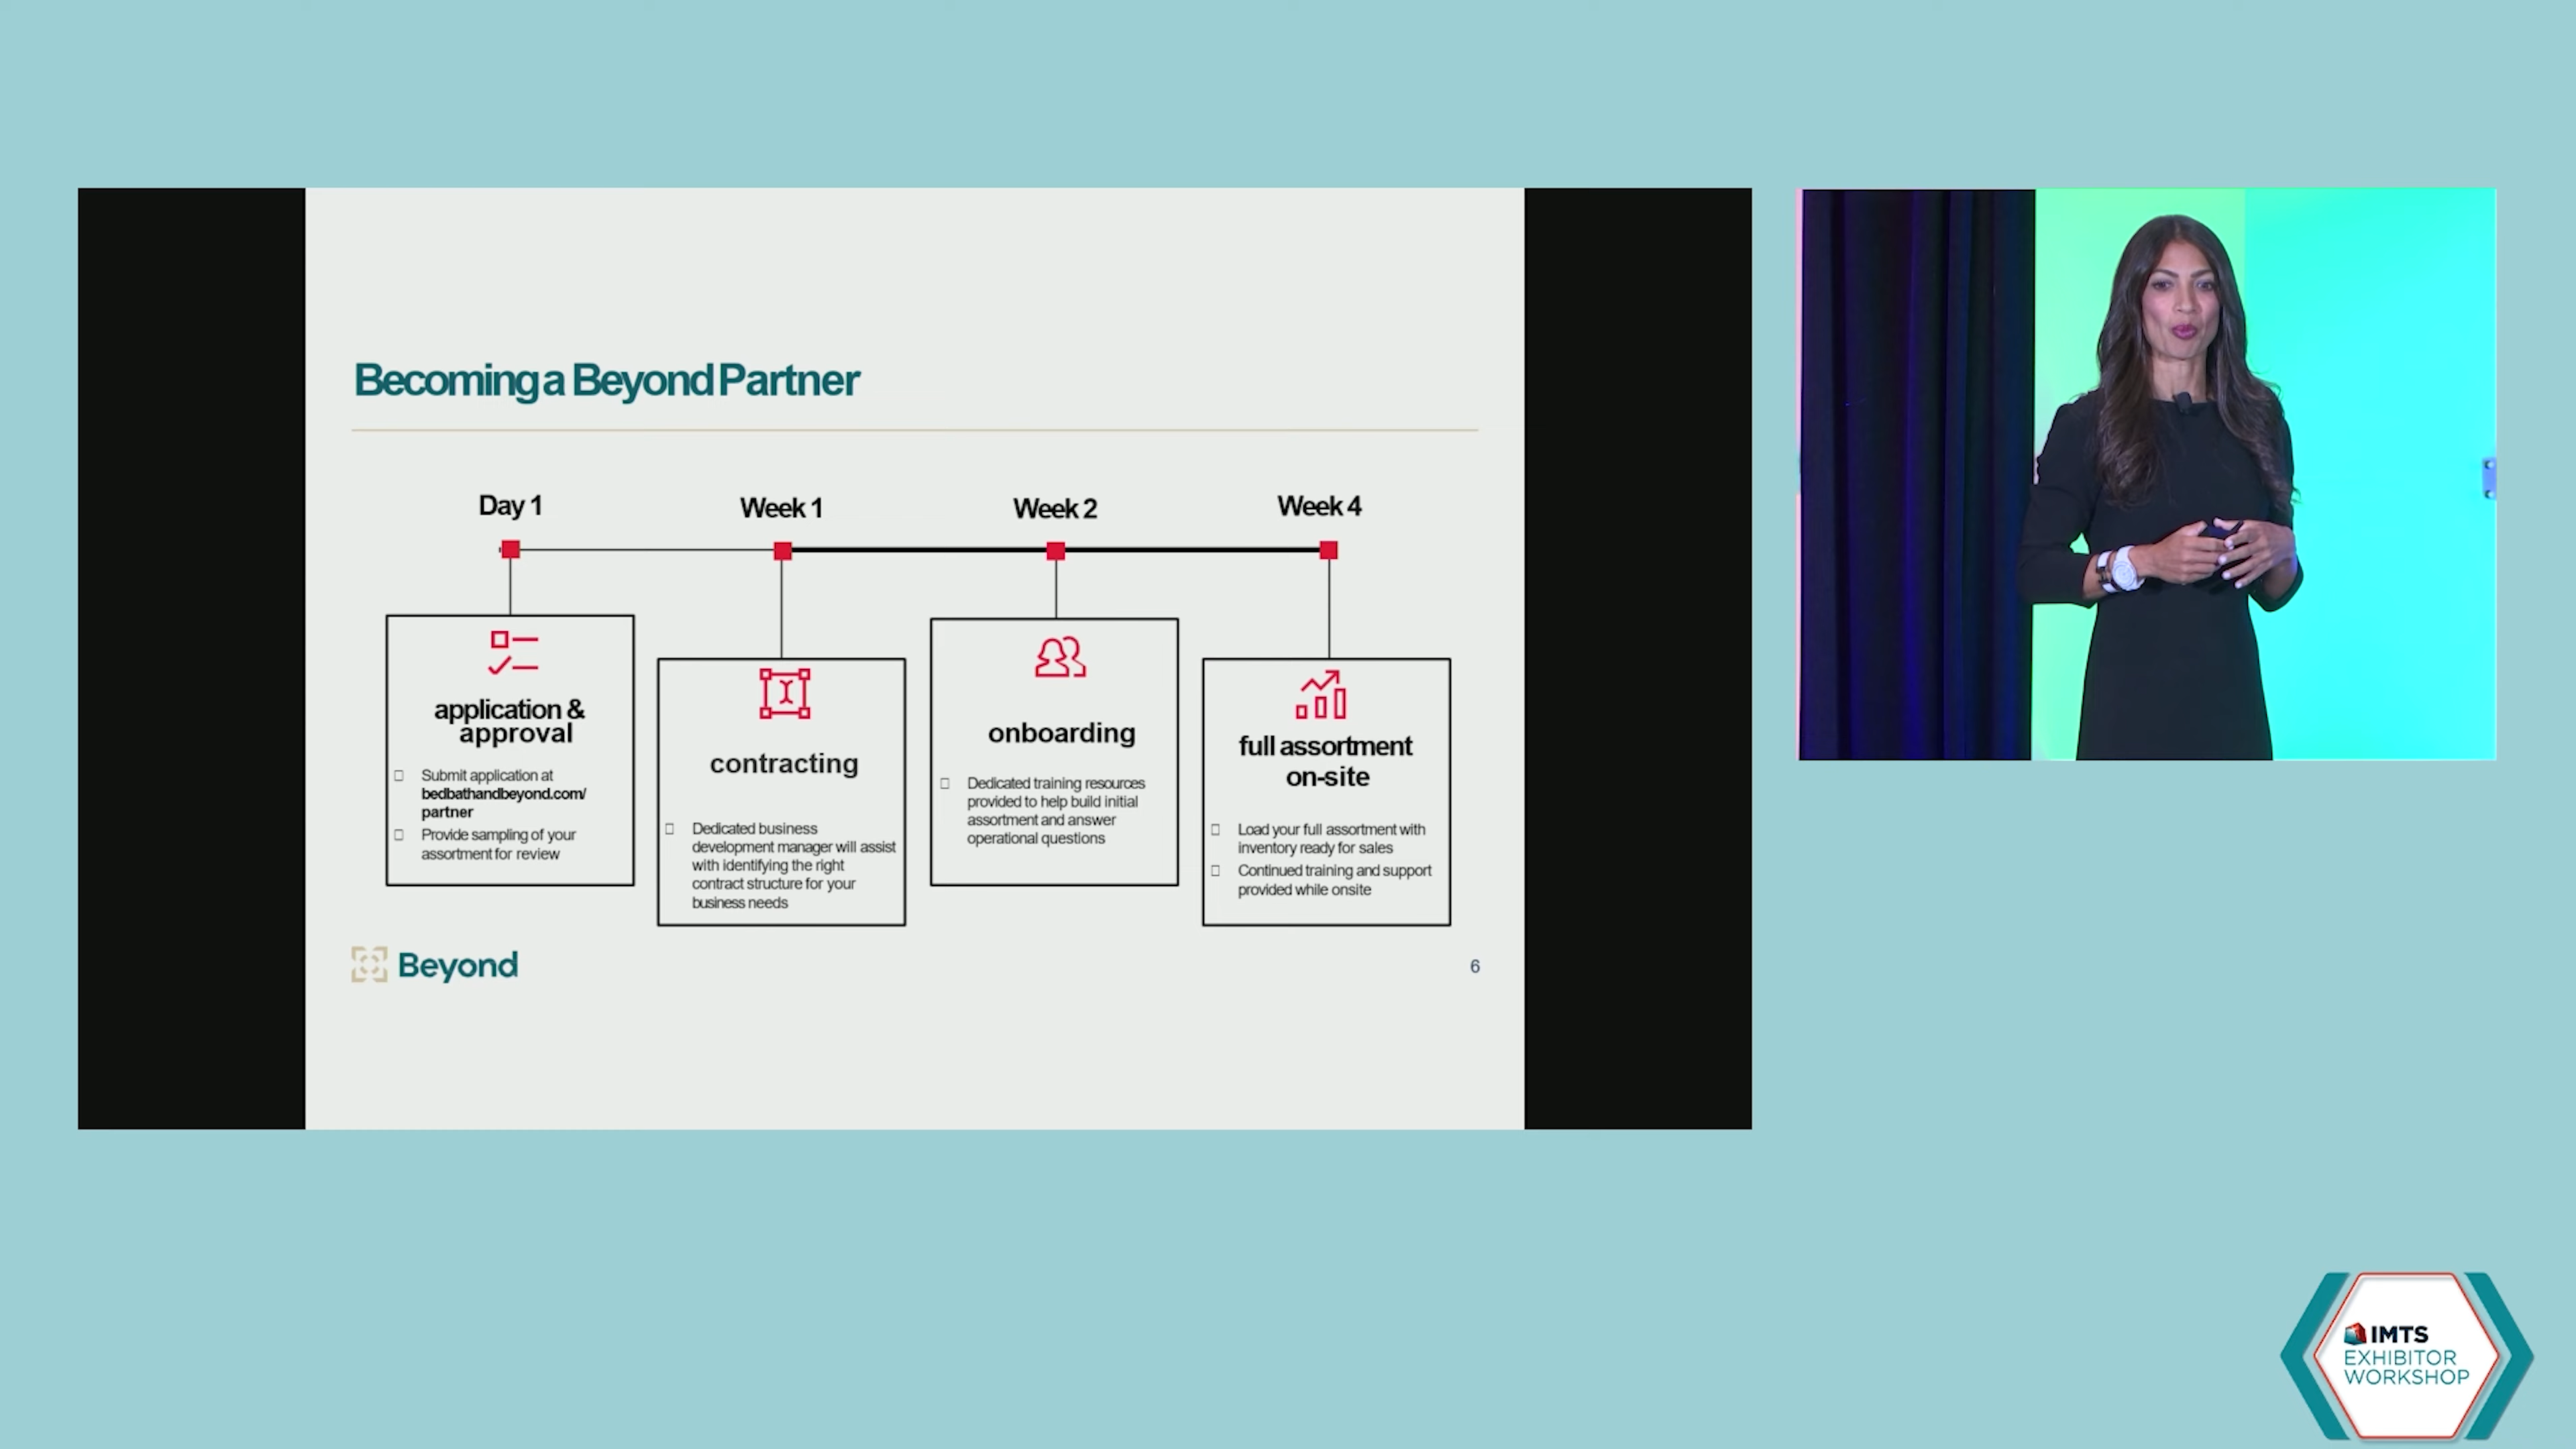 Becoming a Beyond Partner
Day 1
Week 1
Week 2
Week 4
application &
approval
Submit application at
bedbathandbeyond.com/
partner
Provide sampling of your
assortment for review
contracting
Dedicated business
development manager will assist
with identifying the right
contract structure for your
business needs
onboarding
Dedicated training resources
provided to help build initial
assortment and answer
operational questions
full assortment
on-site
Load your full assortment with
inventory ready for sales
Continued training and support
provided while onsite
Beyond
6
IMTS
EXHIBITOR
WORKSHOP